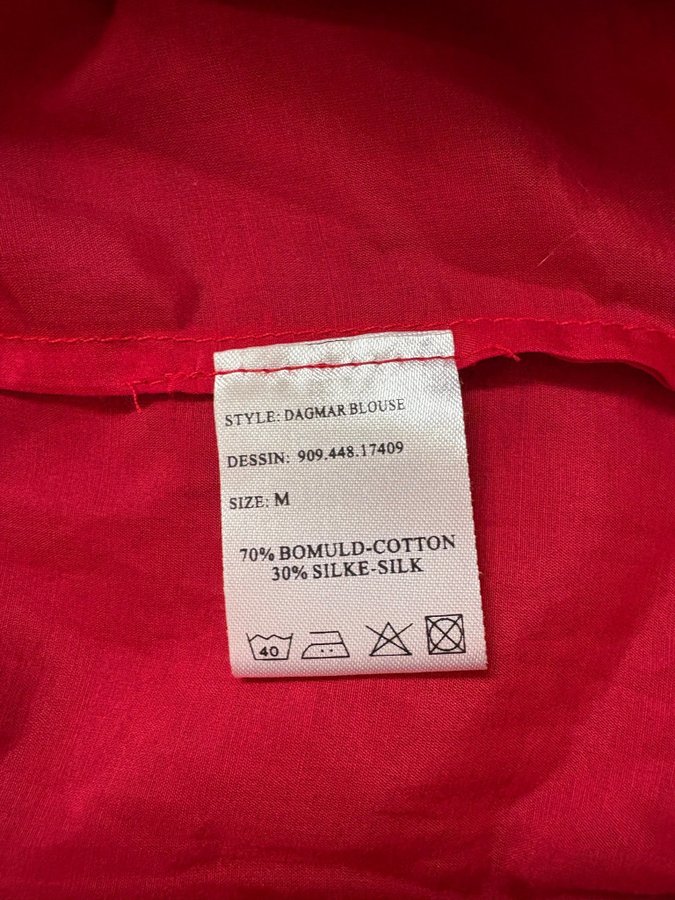 STYLE: DAGMAR BLOUSE
DESSIN: 909.448.17409
SIZE: M
70% BOMULD-COTTON
30% SILKE-SILK
40